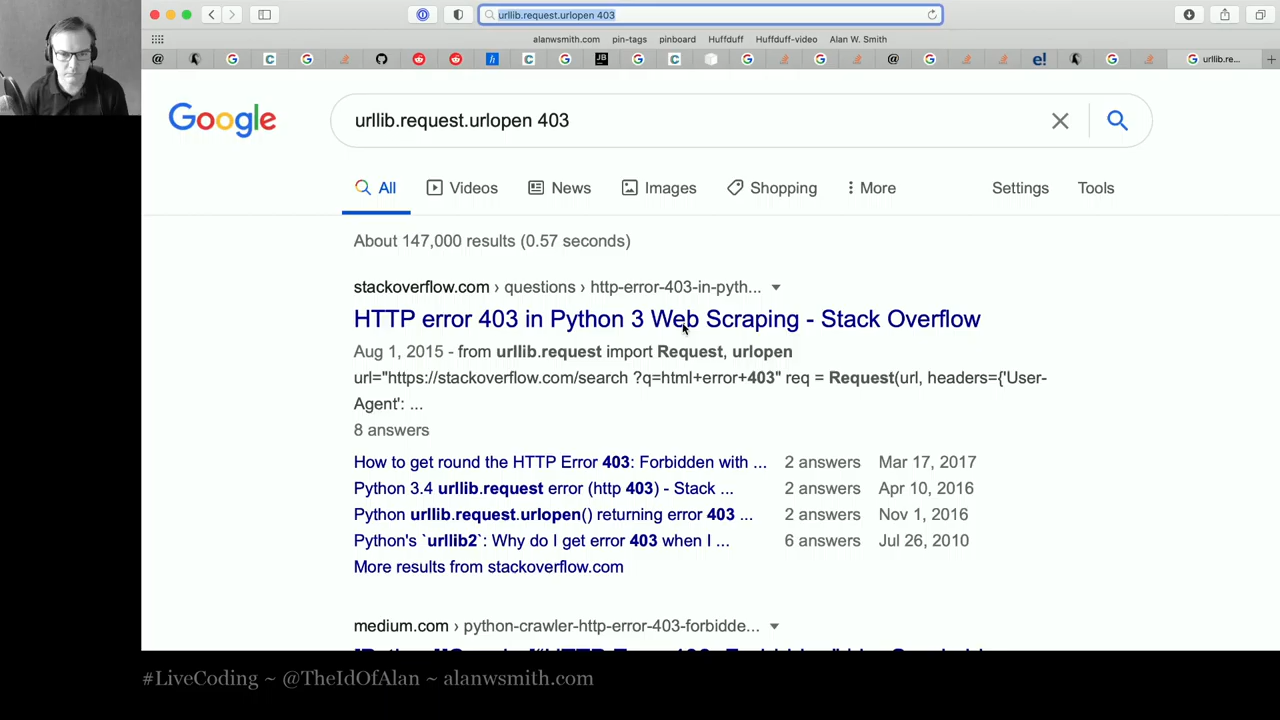 urllib.request.urlopen 403
alanwsmith.com pin-tags pinboard Huffduff Huffduff-video Alan W. Smith
urllib.re...
Google
urllib.request.urlopen 403
All Videos News Images Shopping More Settings Tools
About 147,000 results (0.57 seconds)
stackoverflow.com › questions › http-error-403-in-pyth...
HTTP error 403 in Python 3 Web Scraping - Stack Overflow
Aug 1, 2015 - from urllib.request import Request, urlopen
url="https://stackoverflow.com/search ?q=html+error+403" req = Request(url, headers={'User-
Agent': ...
8 answers
How to get round the HTTP Error 403: Forbidden with ... 2 answers Mar 17, 2017
Python 3.4 urllib.request error (http 403) - Stack ... 2 answers Apr 10, 2016
Python urllib.request.urlopen() returning error 403 ... 2 answers Nov 1, 2016
Python's `urllib2`: Why do I get error 403 when I ... 6 answers Jul 26, 2010
More results from stackoverflow.com
medium.com › python-crawler-http-error-403-forbidde...
#LiveCoding ~ @TheIdOfAlan ~ alanwsmith.com